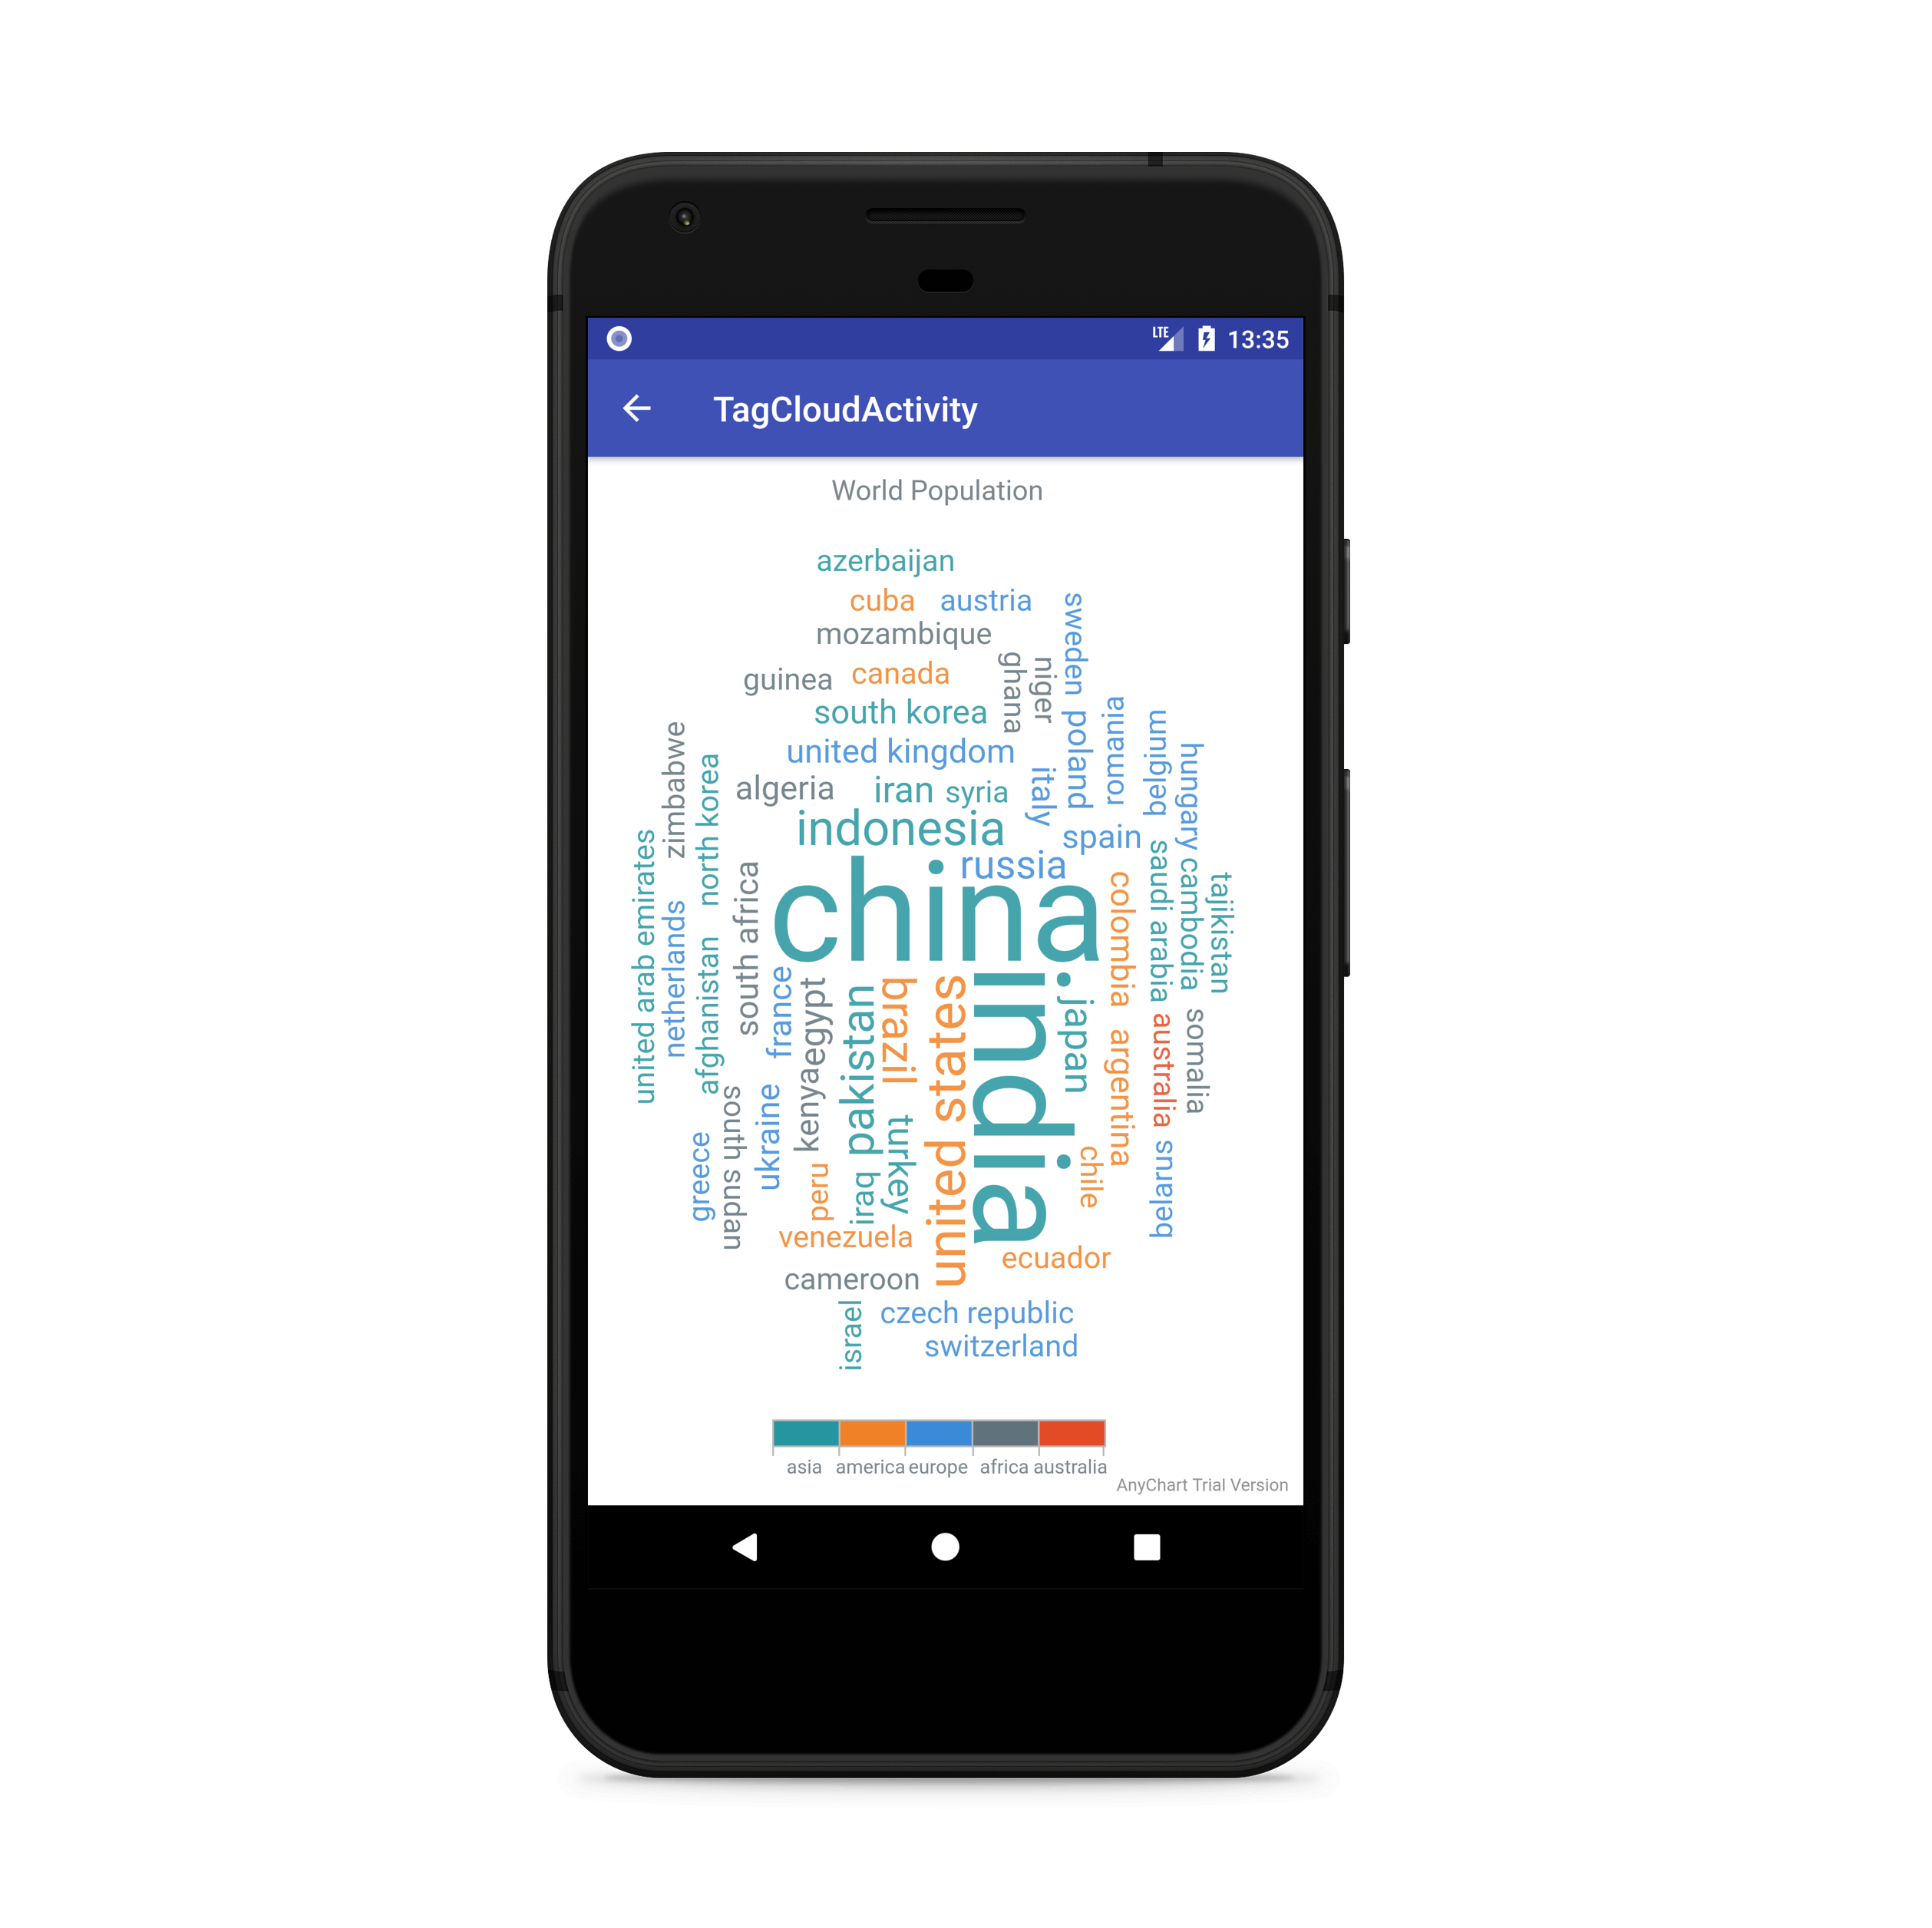 LTE 13:35
TagCloudActivity
World Population
azerbaijan
cuba
austria
sweden
mozambique
ghana
niger
guinea
canada
south korea
poland
romania
belgium
hungary
zimbabwe
united kingdom
north korea
algeria
iran
syria
italy
indonesia
spain
russia
china
united arab emirates
netherlands
afghanistan
south africa
france
egypt
kenya
pakistan
brazil
united states
india
japan
colombia
saudi arabia
cambodia
tajikistan
argentina
australia
somalia
greece
south sudan
ukraine
peru
iraq
turkey
chile
belarus
venezuela
ecuador
cameroon
israel
czech republic
switzerland
asia america europe africa australia
AnyChart Trial Version